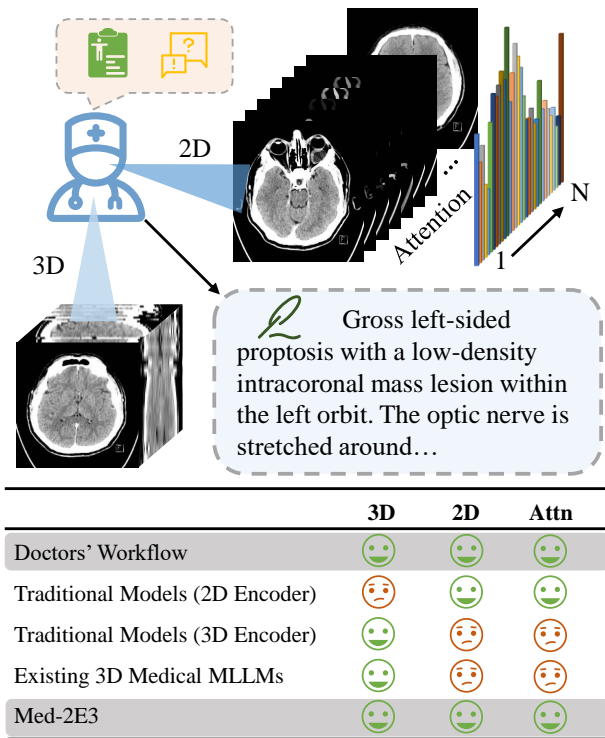 2D
...
Attention
1
N
3D
Gross left-sided
proptosis with a low-density
intracoronal mass lesion within
the left orbit. The optic nerve is
stretched around…
3D 2D Attn
Doctors' Workflow
Traditional Models (2D Encoder)
Traditional Models (3D Encoder)
Existing 3D Medical MLLMs
Med-2E3